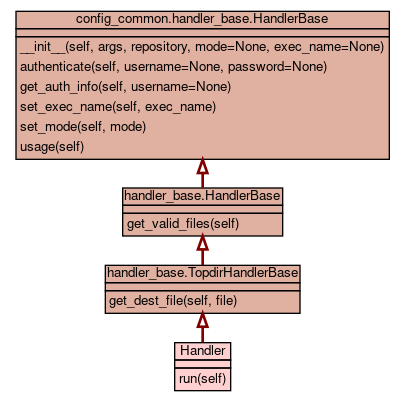 config_common.handler_base.HandlerBase
__init__(self, args, repository, mode=None, exec_name=None)
authenticate(self, username=None, password=None)
get_auth_info(self, username=None)
set_exec_name(self, exec_name)
set_mode(self, mode)
usage(self)
handler_base.HandlerBase
get_valid_files(self)
handler_base.TopdirHandlerBase
get_dest_file(self, file)
Handler
run(self)